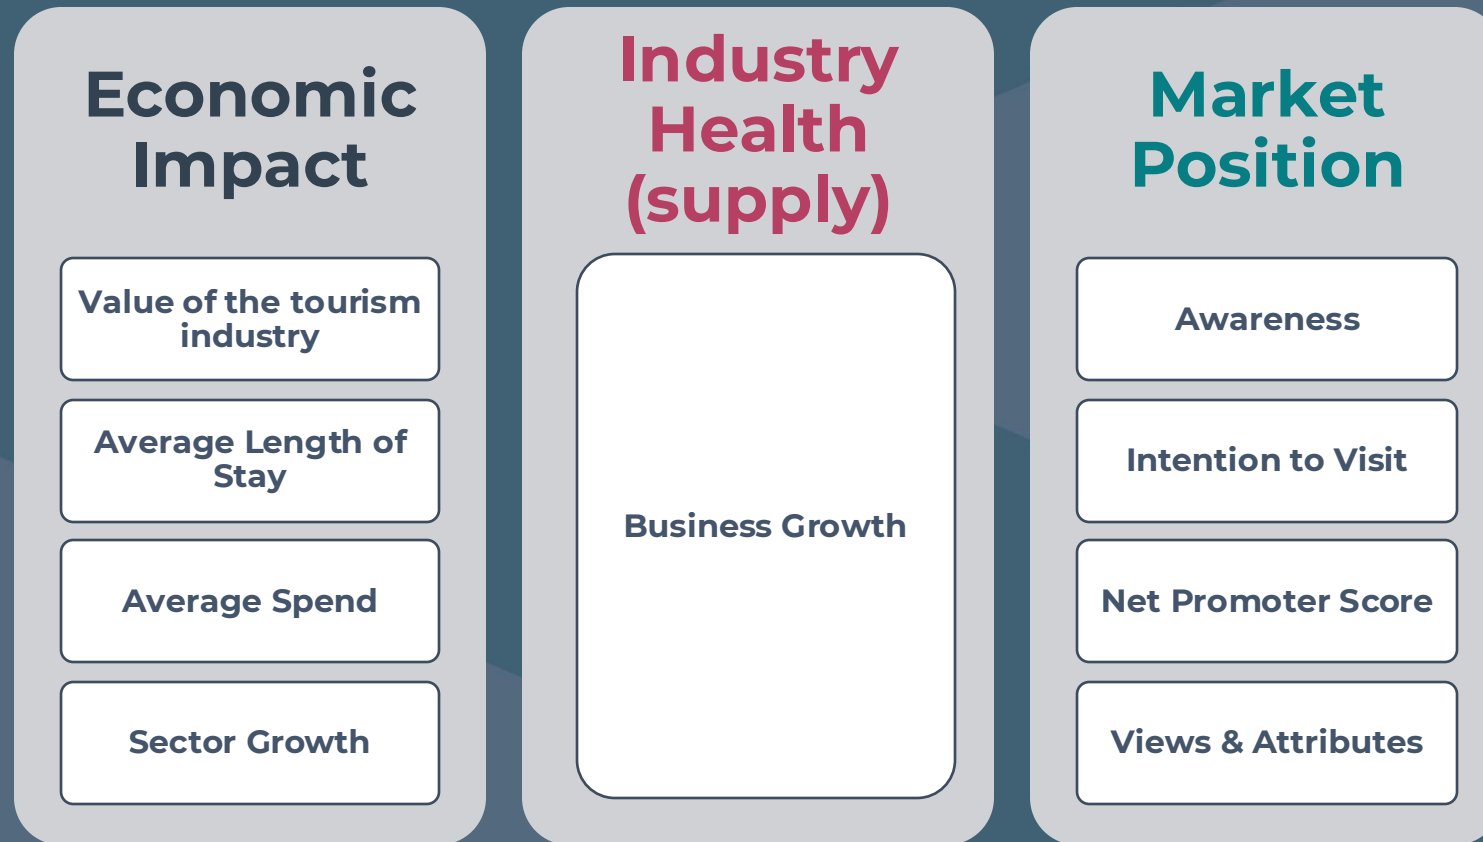 Economic
Impact
Value of the tourism
industry
Average Length of
Stay
Average Spend
Sector Growth
Industry
Health
(supply)
Business Growth
Market
Position
Awareness
Intention to Visit
Net Promoter Score
Views & Attributes